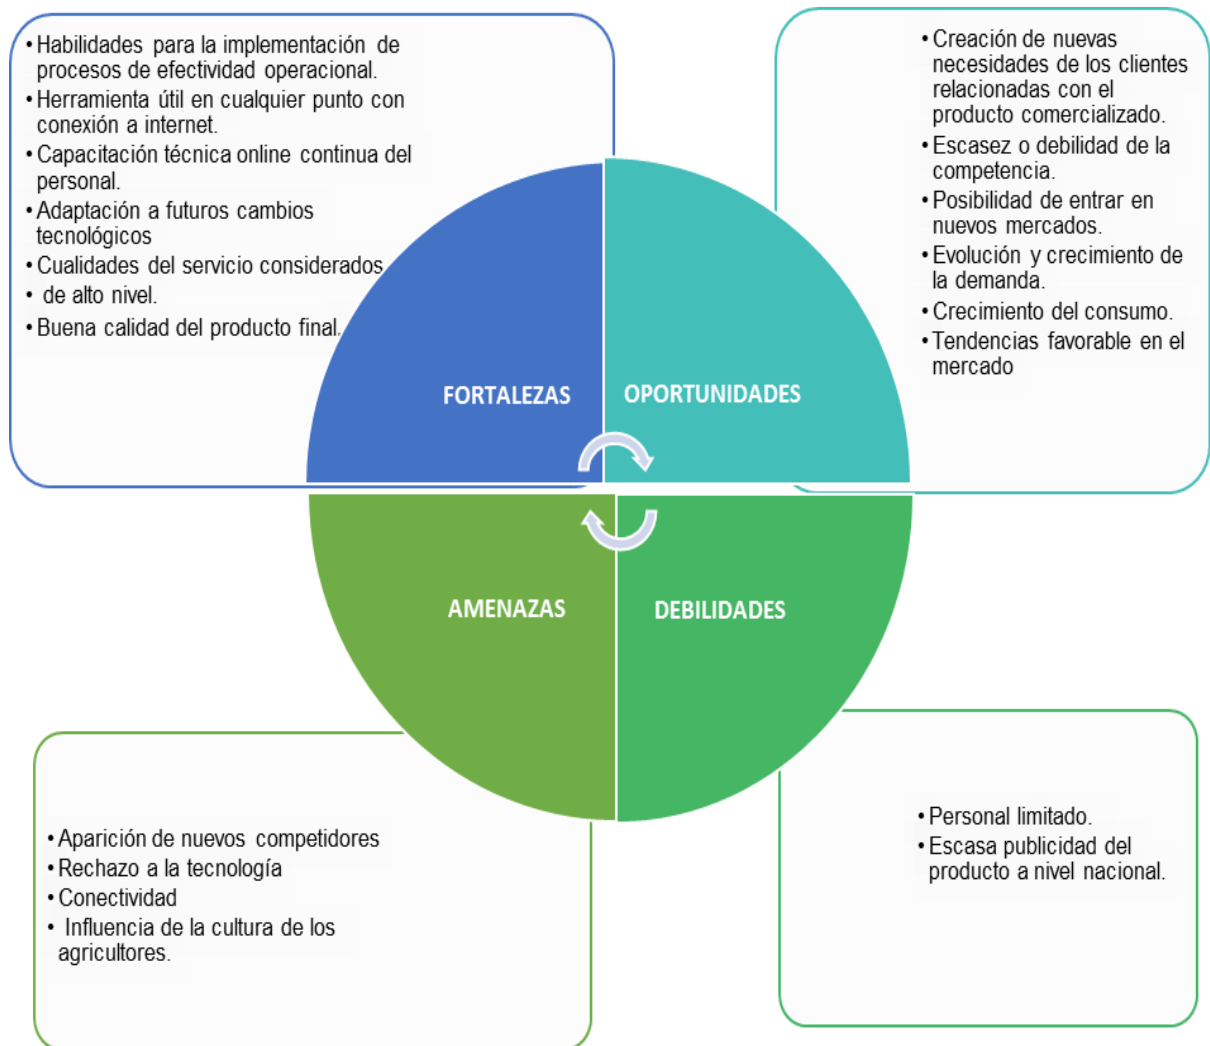 • Habilidades para la implementación de
procesos de efectividad operacional.
• Herramienta útil en cualquier punto con
conexión a internet.
• Capacitación técnica online continua del
personal.
• Adaptación a futuros cambios
tecnológicos
• Cualidades del servicio considerados
• de alto nivel.
• Buena calidad del producto final.
• Creación de nuevas
necesidades de los clientes
relacionadas con el
producto comercializado.
• Escasez o debilidad de la
competencia.
• Posibilidad de entrar en
nuevos mercados.
• Evolución y crecimiento de
la demanda.
• Crecimiento del consumo.
• Tendencias favorable en el
mercado
FORTALEZAS
OPORTUNIDADES
AMENAZAS
DEBILIDADES
• Aparición de nuevos competidores
• Rechazo a la tecnología
• Conectividad
• Influencia de la cultura de los
agricultores.
• Personal limitado.
• Escasa publicidad del
producto a nivel nacional.